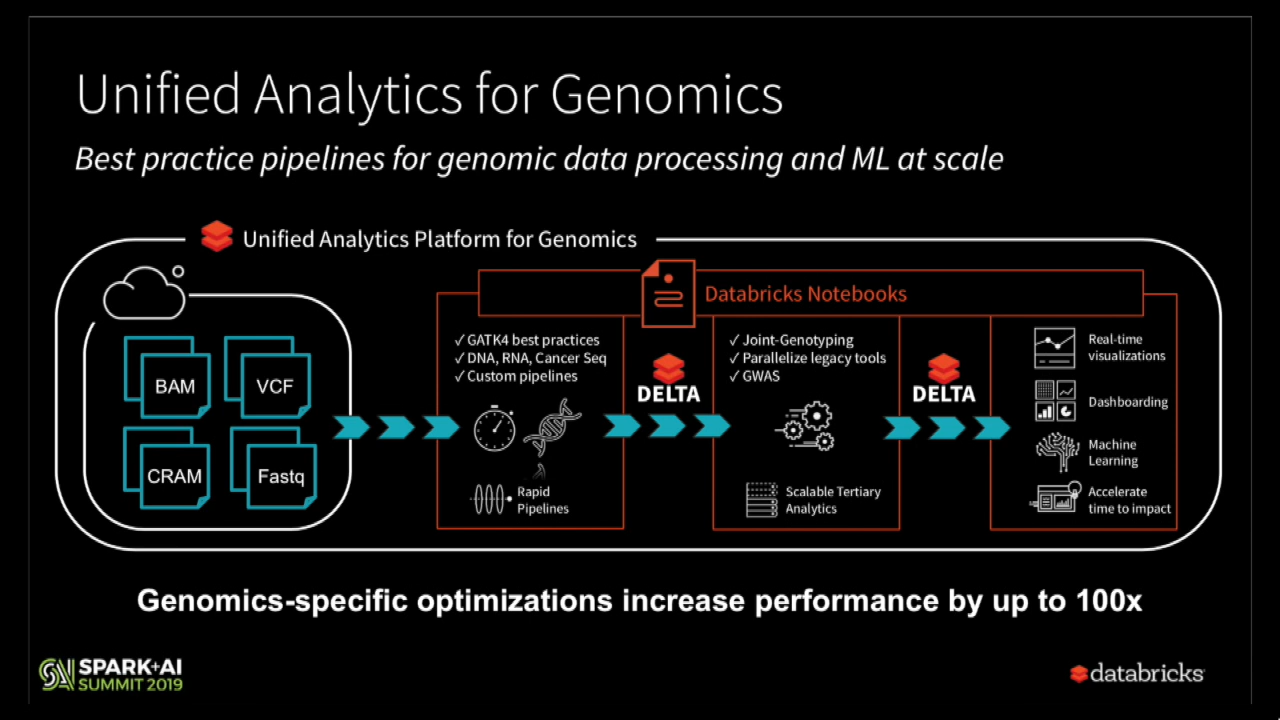 Unified Analytics for Genomics
Best practice pipelines for genomic data processing and ML at scale
Unified Analytics Platform for Genomics
Databricks Notebooks
BAM
VCF
CRAM
Fastq
✓ GATK4 best practices
✓ DNA, RNA, Cancer Seq
✓ Custom pipelines
Rapid
Pipelines
DELTA
✓ Joint-Genotyping
✓ Parallelize legacy tools
✓ GWAS
Scalable Tertiary
Analytics
DELTA
Real-time
visualizations
Dashboarding
Machine
Learning
Accelerate
time to impact
Genomics-specific optimizations increase performance by up to 100x
SPARK+AI
SUMMIT 2019
databricks